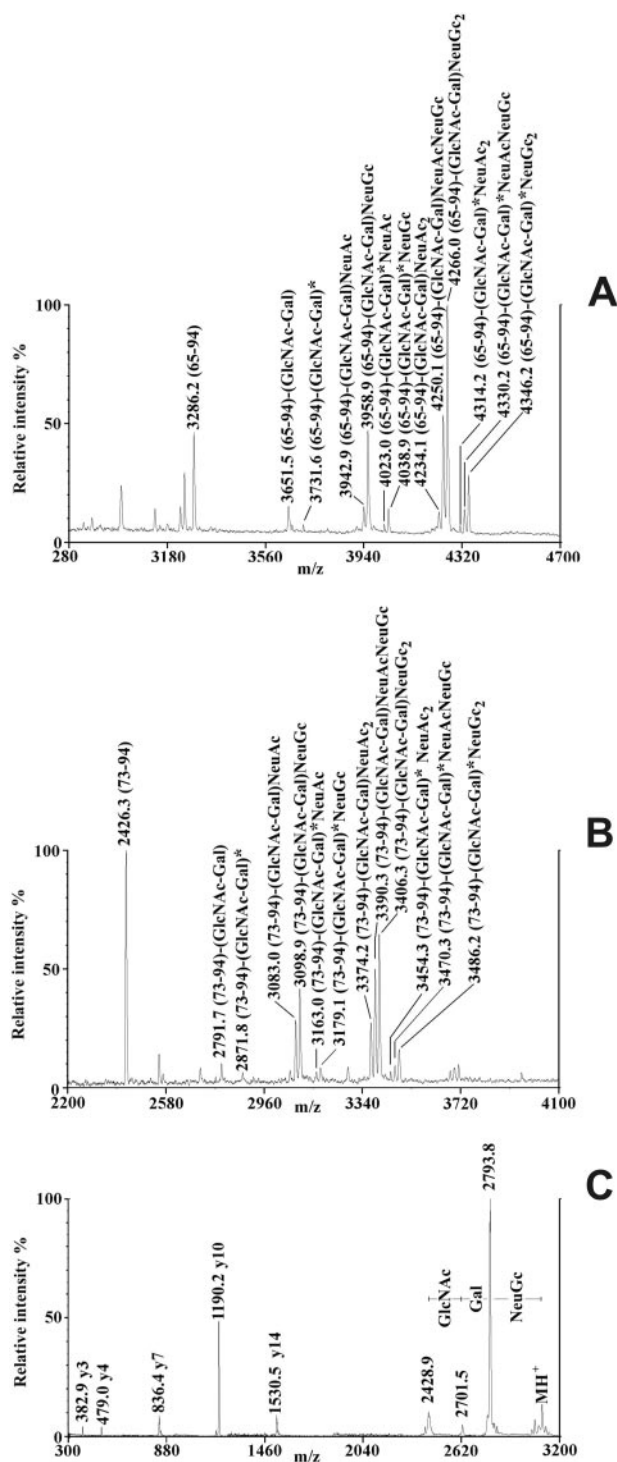 A
Relative intensity %
100
50
0
280
3180
3560
3940
4320
4700
m/z
3286.2 (65-94)
3651.5 (65-94)-(GlcNAc-Gal)
3731.6 (65-94)-(GlcNAc-Gal)*
3942.9 (65-94)-(GlcNAc-Gal)NeuAc
3958.9 (65-94)-(GlcNAc-Gal)NeuGc
4023.0 (65-94)-(GlcNAc-Gal)*NeuAc
4038.9 (65-94)-(GlcNAc-Gal)*NeuGc
4234.1 (65-94)-(GlcNAc-Gal)NeuAc2
4250.1 (65-94)-(GlcNAc-Gal)NeuAcNeuGc
4266.0 (65-94)-(GlcNAc-Gal)NeuGc2
4314.2 (65-94)-(GlcNAc-Gal)*NeuAc2
4330.2 (65-94)-(GlcNAc-Gal)*NeuAcNeuGc
4346.2 (65-94)-(GlcNAc-Gal)*NeuGc2
B
Relative intensity %
100
50
0
2200
2580
2960
3340
3720
4100
m/z
2426.3 (73-94)
2791.7 (73-94)-(GlcNAc-Gal)
2871.8 (73-94)-(GlcNAc-Gal)*
3083.0 (73-94)-(GlcNAc-Gal)NeuAc
3098.9 (73-94)-(GlcNAc-Gal)NeuGc
3163.0 (73-94)-(GlcNAc-Gal)*NeuAc
3179.1 (73-94)-(GlcNAc-Gal)*NeuGc
3374.2 (73-94)-(GlcNAc-Gal)NeuAc2
3390.3 (73-94)-(GlcNAc-Gal)NeuAcNeuGc
3406.3 (73-94)-(GlcNAc-Gal)NeuGc2
3454.3 (73-94)-(GlcNAc-Gal)* NeuAc2
3470.3 (73-94)-(GlcNAc-Gal)*NeuAcNeuGc
3486.2 (73-94)-(GlcNAc-Gal)*NeuGc2
C
Relative intensity %
100
50
0
300
880
1460
2040
2620
3200
m/z
382.9 y3
479.0 y4
836.4 y7
1190.2 y10
1530.5 y14
2428.9
2701.5
2793.8
MH+
GlcNAc
Gal
NeuGc